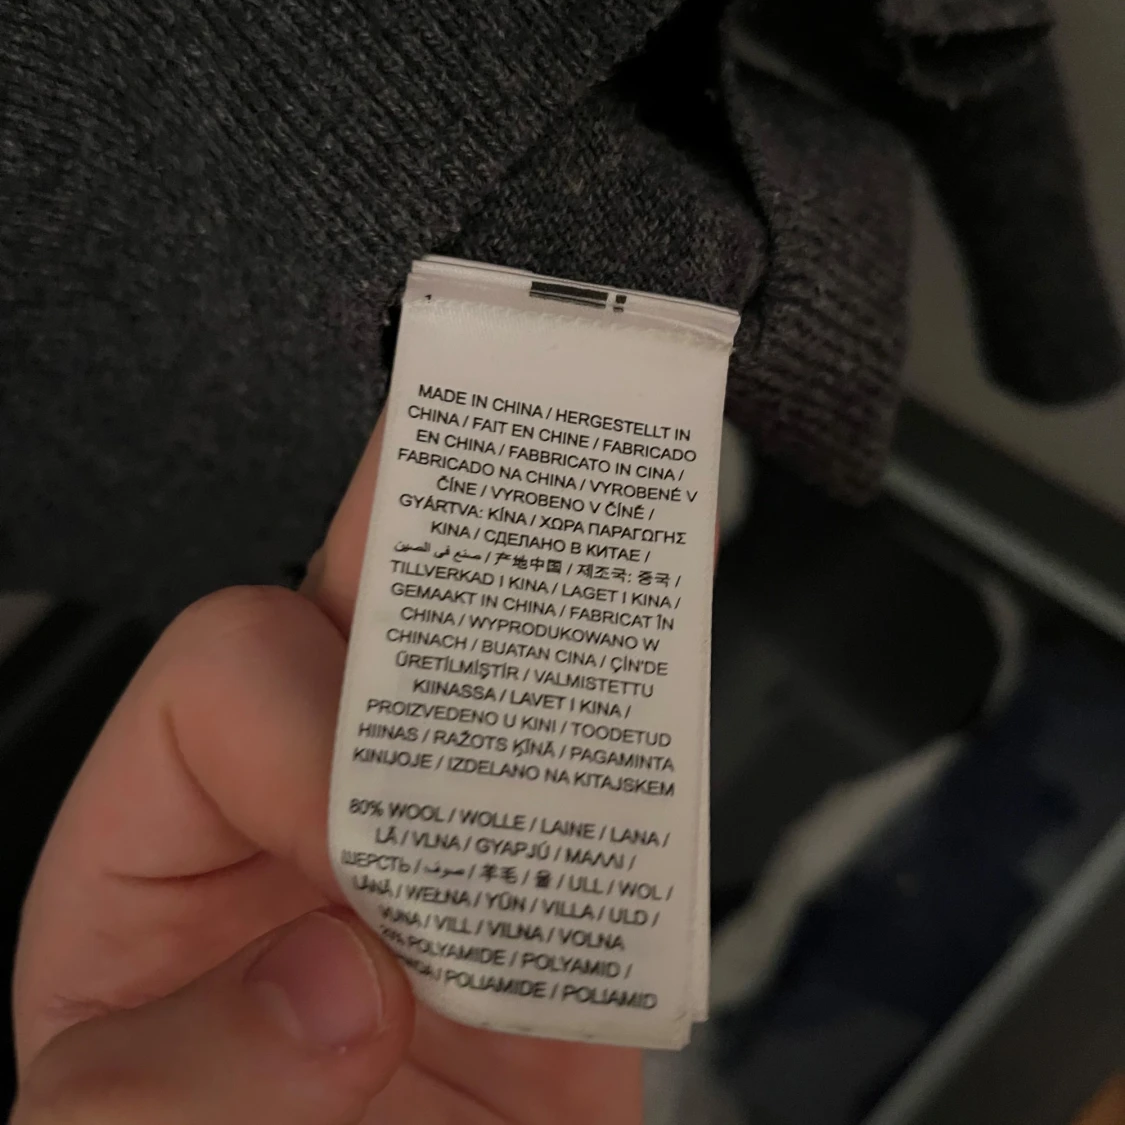 MADE IN CHINA / HERGESTELLT IN
CHINA / FAIT EN CHINE / FABRICADO
EN CHINA / FABBRICATO IN CINA /
FABRICADO NA CHINA / VYROBENÉ V
ČÍNE / VYROBENO V ČÍNĚ /
GYÁRTVA: KÍNA / ΧΩΡΑ ΠΑΡΑΓΩΓΗΣ
KINA / СДЕЛАНО В КИТАЕ /
صنع في الصين / 产地中国 / 제조국: 중국 /
TILLVERKAD I KINA / LAGET I KINA /
GEMAAKT IN CHINA / FABRICAT ÎN
CHINA / WYPRODUKOWANO W
CHINACH / BUATAN CINA / ÇİN'DE
ÜRETİLMİŞTİR / VALMISTETTU
KIINASSA / LAVET I KINA /
PROIZVEDENO U KINI / TOODETUD
HIINAS / RAŽOTS ĶĪNĀ / PAGAMINTA
KINIJOJE / IZDELANO NA KITAJSKEM
80% WOOL / WOLLE / LAINE / LANA /
LÃ / VLNA / GYAPJÚ / ΜΑΛΛΙ /
ШЕРСТЬ / صوف / 羊毛 / 울 / ULL / WOL /
LÂNĂ / WEŁNA / YÜN / VILLA / ULD /
VUNA / VILL / VILNA / VOLNA
20% POLYAMIDE / POLYAMID /
POLIAMIDE / POLIAMID